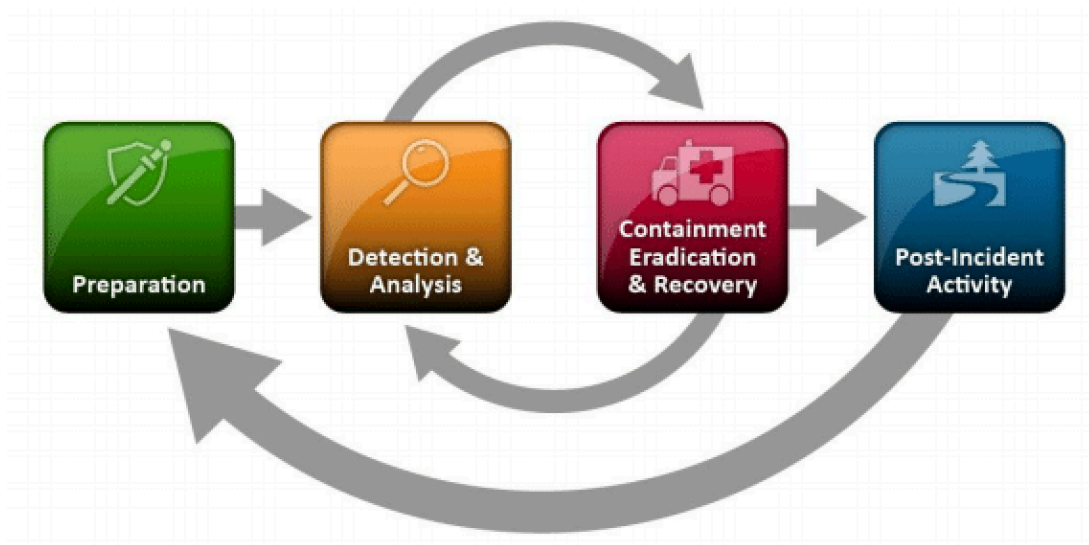 Preparation
Detection &
Analysis
Containment
Eradication
& Recovery
Post-Incident
Activity